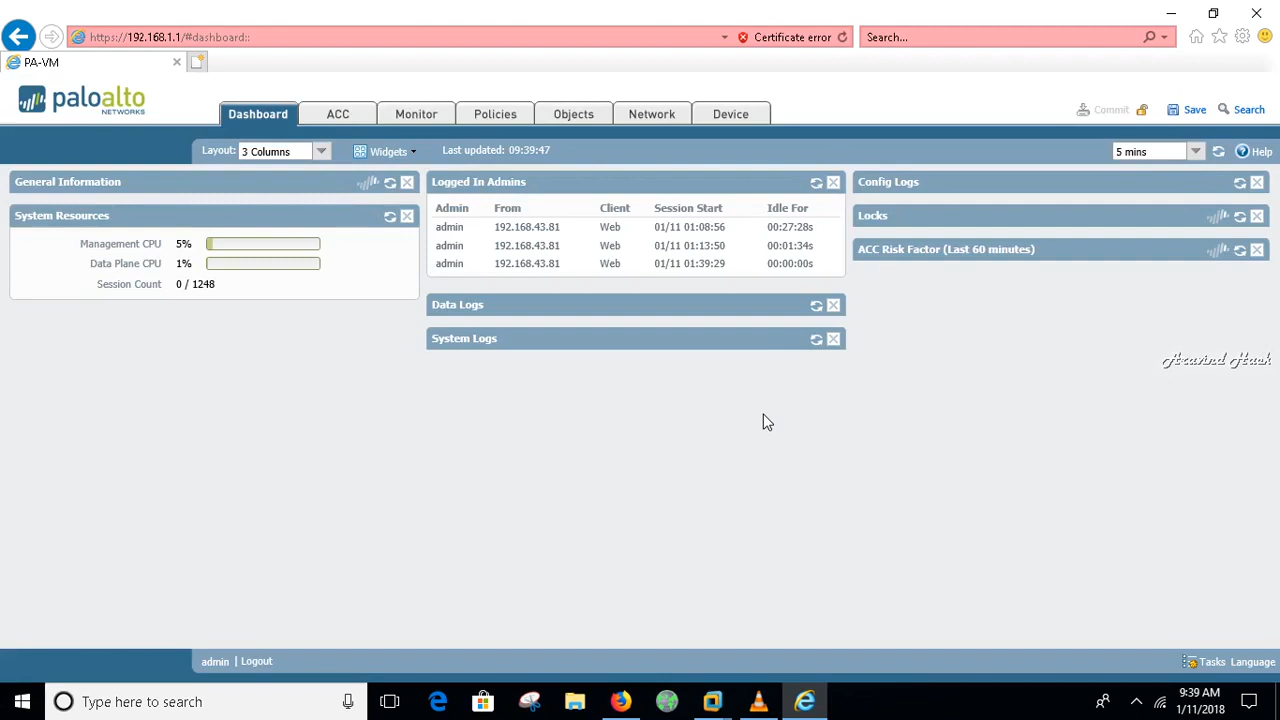 https://192.168.1.1/#dashboard::
Certificate error
Search...
PA-VM
paloalto
NETWORKS
Dashboard
ACC
Monitor
Policies
Objects
Network
Device
Commit
Save
Search
Layout: 3 Columns
Widgets
Last updated: 09:39:47
5 mins
Help
General Information
System Resources
Management CPU 5%
Data Plane CPU 1%
Session Count 0 / 1248
Logged In Admins
Admin From Client Session Start Idle For
admin 192.168.43.81 Web 01/11 01:08:56 00:27:28s
admin 192.168.43.81 Web 01/11 01:13:50 00:01:34s
admin 192.168.43.81 Web 01/11 01:39:29 00:00:00s
Data Logs
System Logs
Config Logs
Locks
ACC Risk Factor (Last 60 minutes)
Aravind Hack
admin | Logout
Tasks Language
Type here to search
9:39 AM
1/11/2018